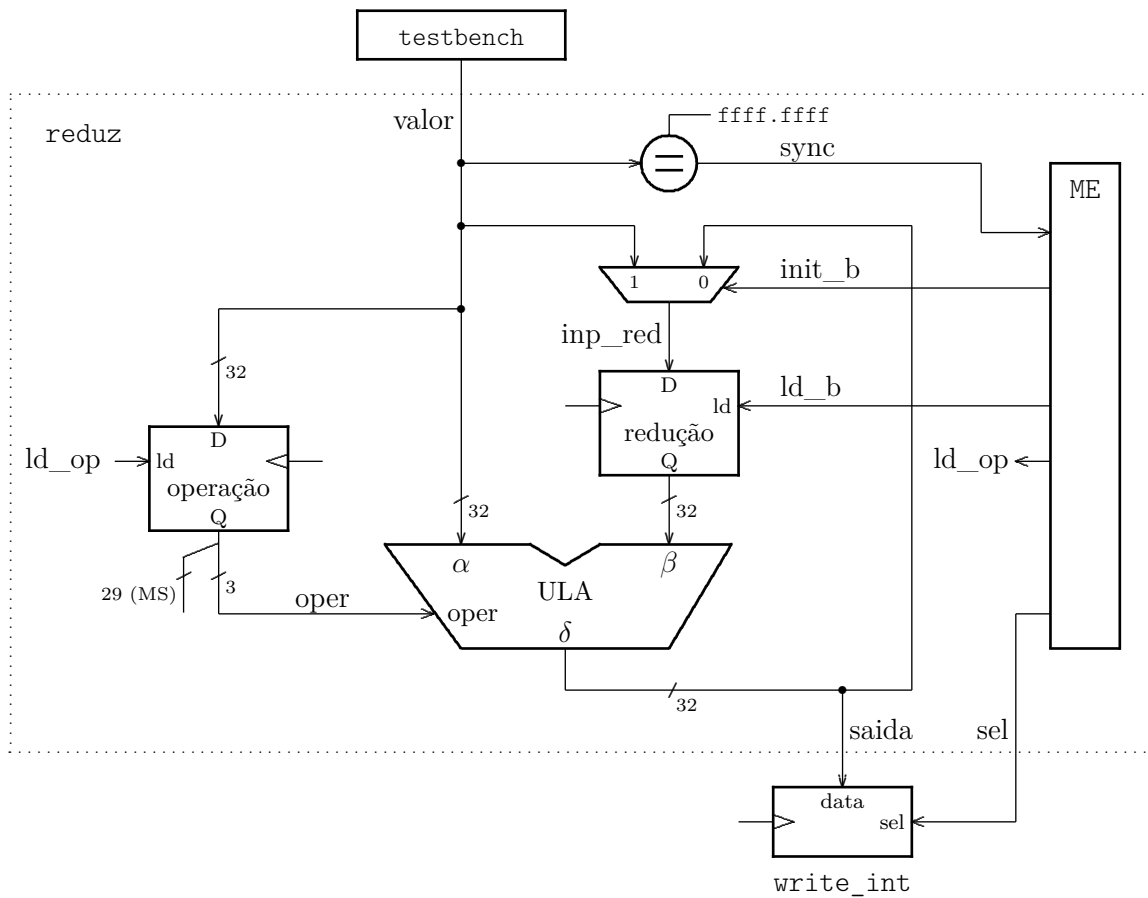 testbench
ffff.ffff
valor
reduz
sync
ME
1 0
init_b
inp_red
32
D
ld
ld_b
redução
Q
D
ld_op
ld
operação
Q
ld_op
32
32
α
β
29 (MS)
3
ULA
oper
oper
δ
32
saida
sel
data
sel
write_int